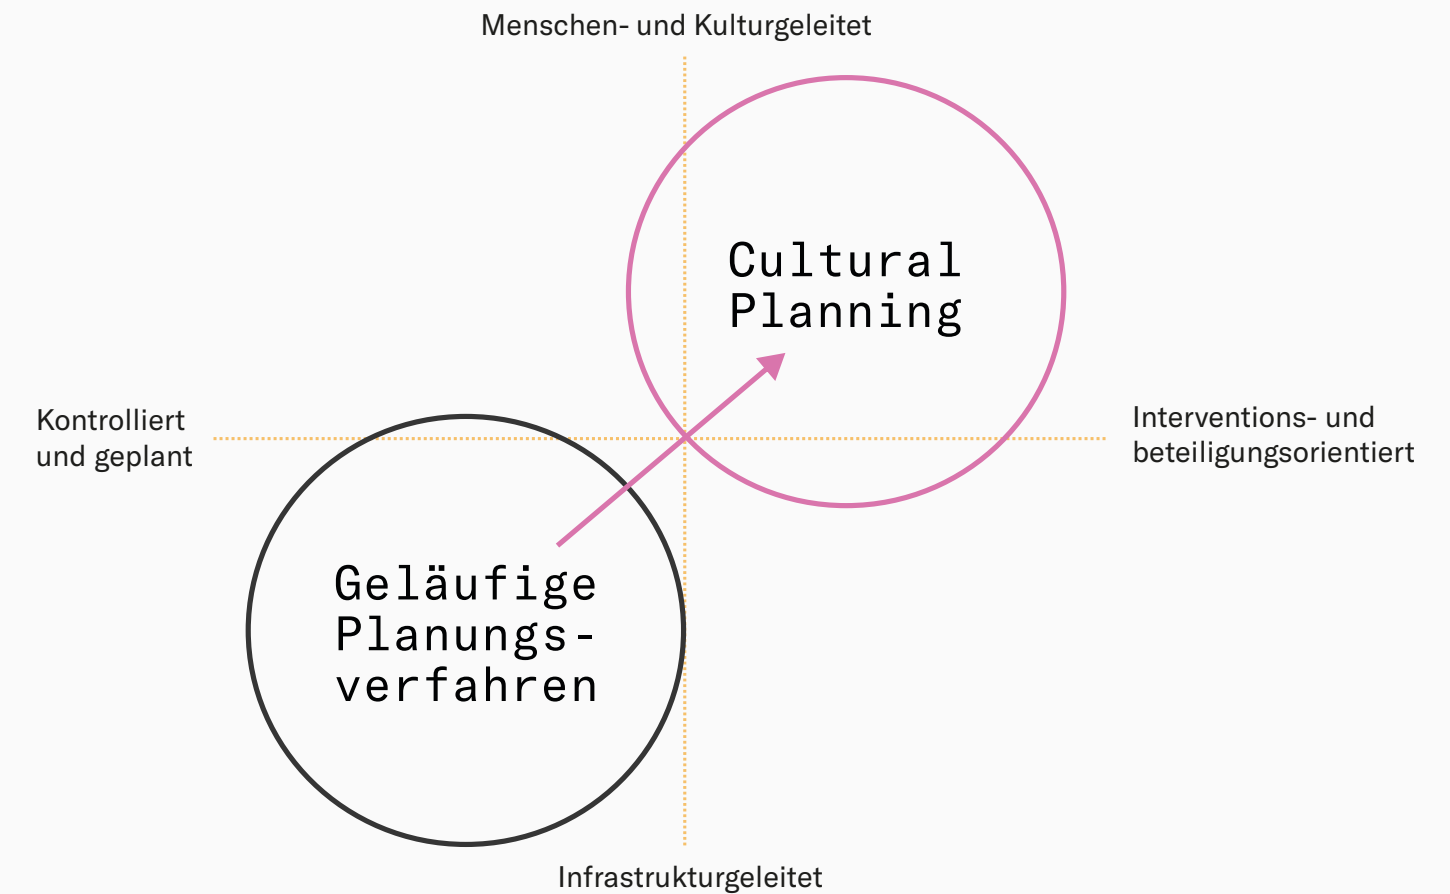 Menschen- und Kulturgeleitet
Cultural
Planning
Kontrolliert
und geplant
Interventions- und
beteiligungsorientiert
Geläufige
Planungs-
verfahren
Infrastrukturgeleitet